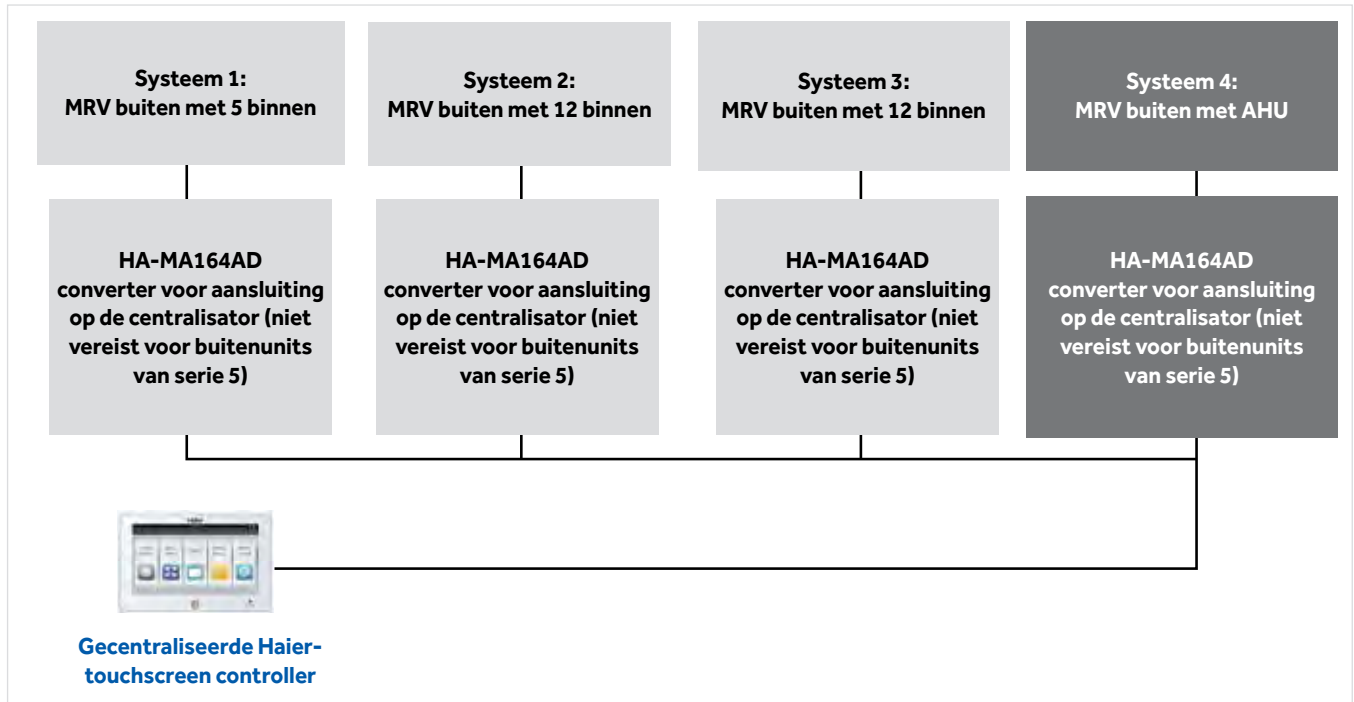 Systeem 1:
MRV buiten met 5 binnen
Systeem 2:
MRV buiten met 12 binnen
Systeem 3:
MRV buiten met 12 binnen
Systeem 4:
MRV buiten met AHU
HA-MA164AD
converter voor aansluiting
op de centralisator (niet
vereist voor buitenunits
van serie 5)
HA-MA164AD
converter voor aansluiting
op de centralisator (niet
vereist voor buitenunits
van serie 5)
HA-MA164AD
converter voor aansluiting
op de centralisator (niet
vereist voor buitenunits
van serie 5)
HA-MA164AD
converter voor aansluiting
op de centralisator (niet
vereist voor buitenunits
van serie 5)
Gecentraliseerde Haier-
touchscreen controller